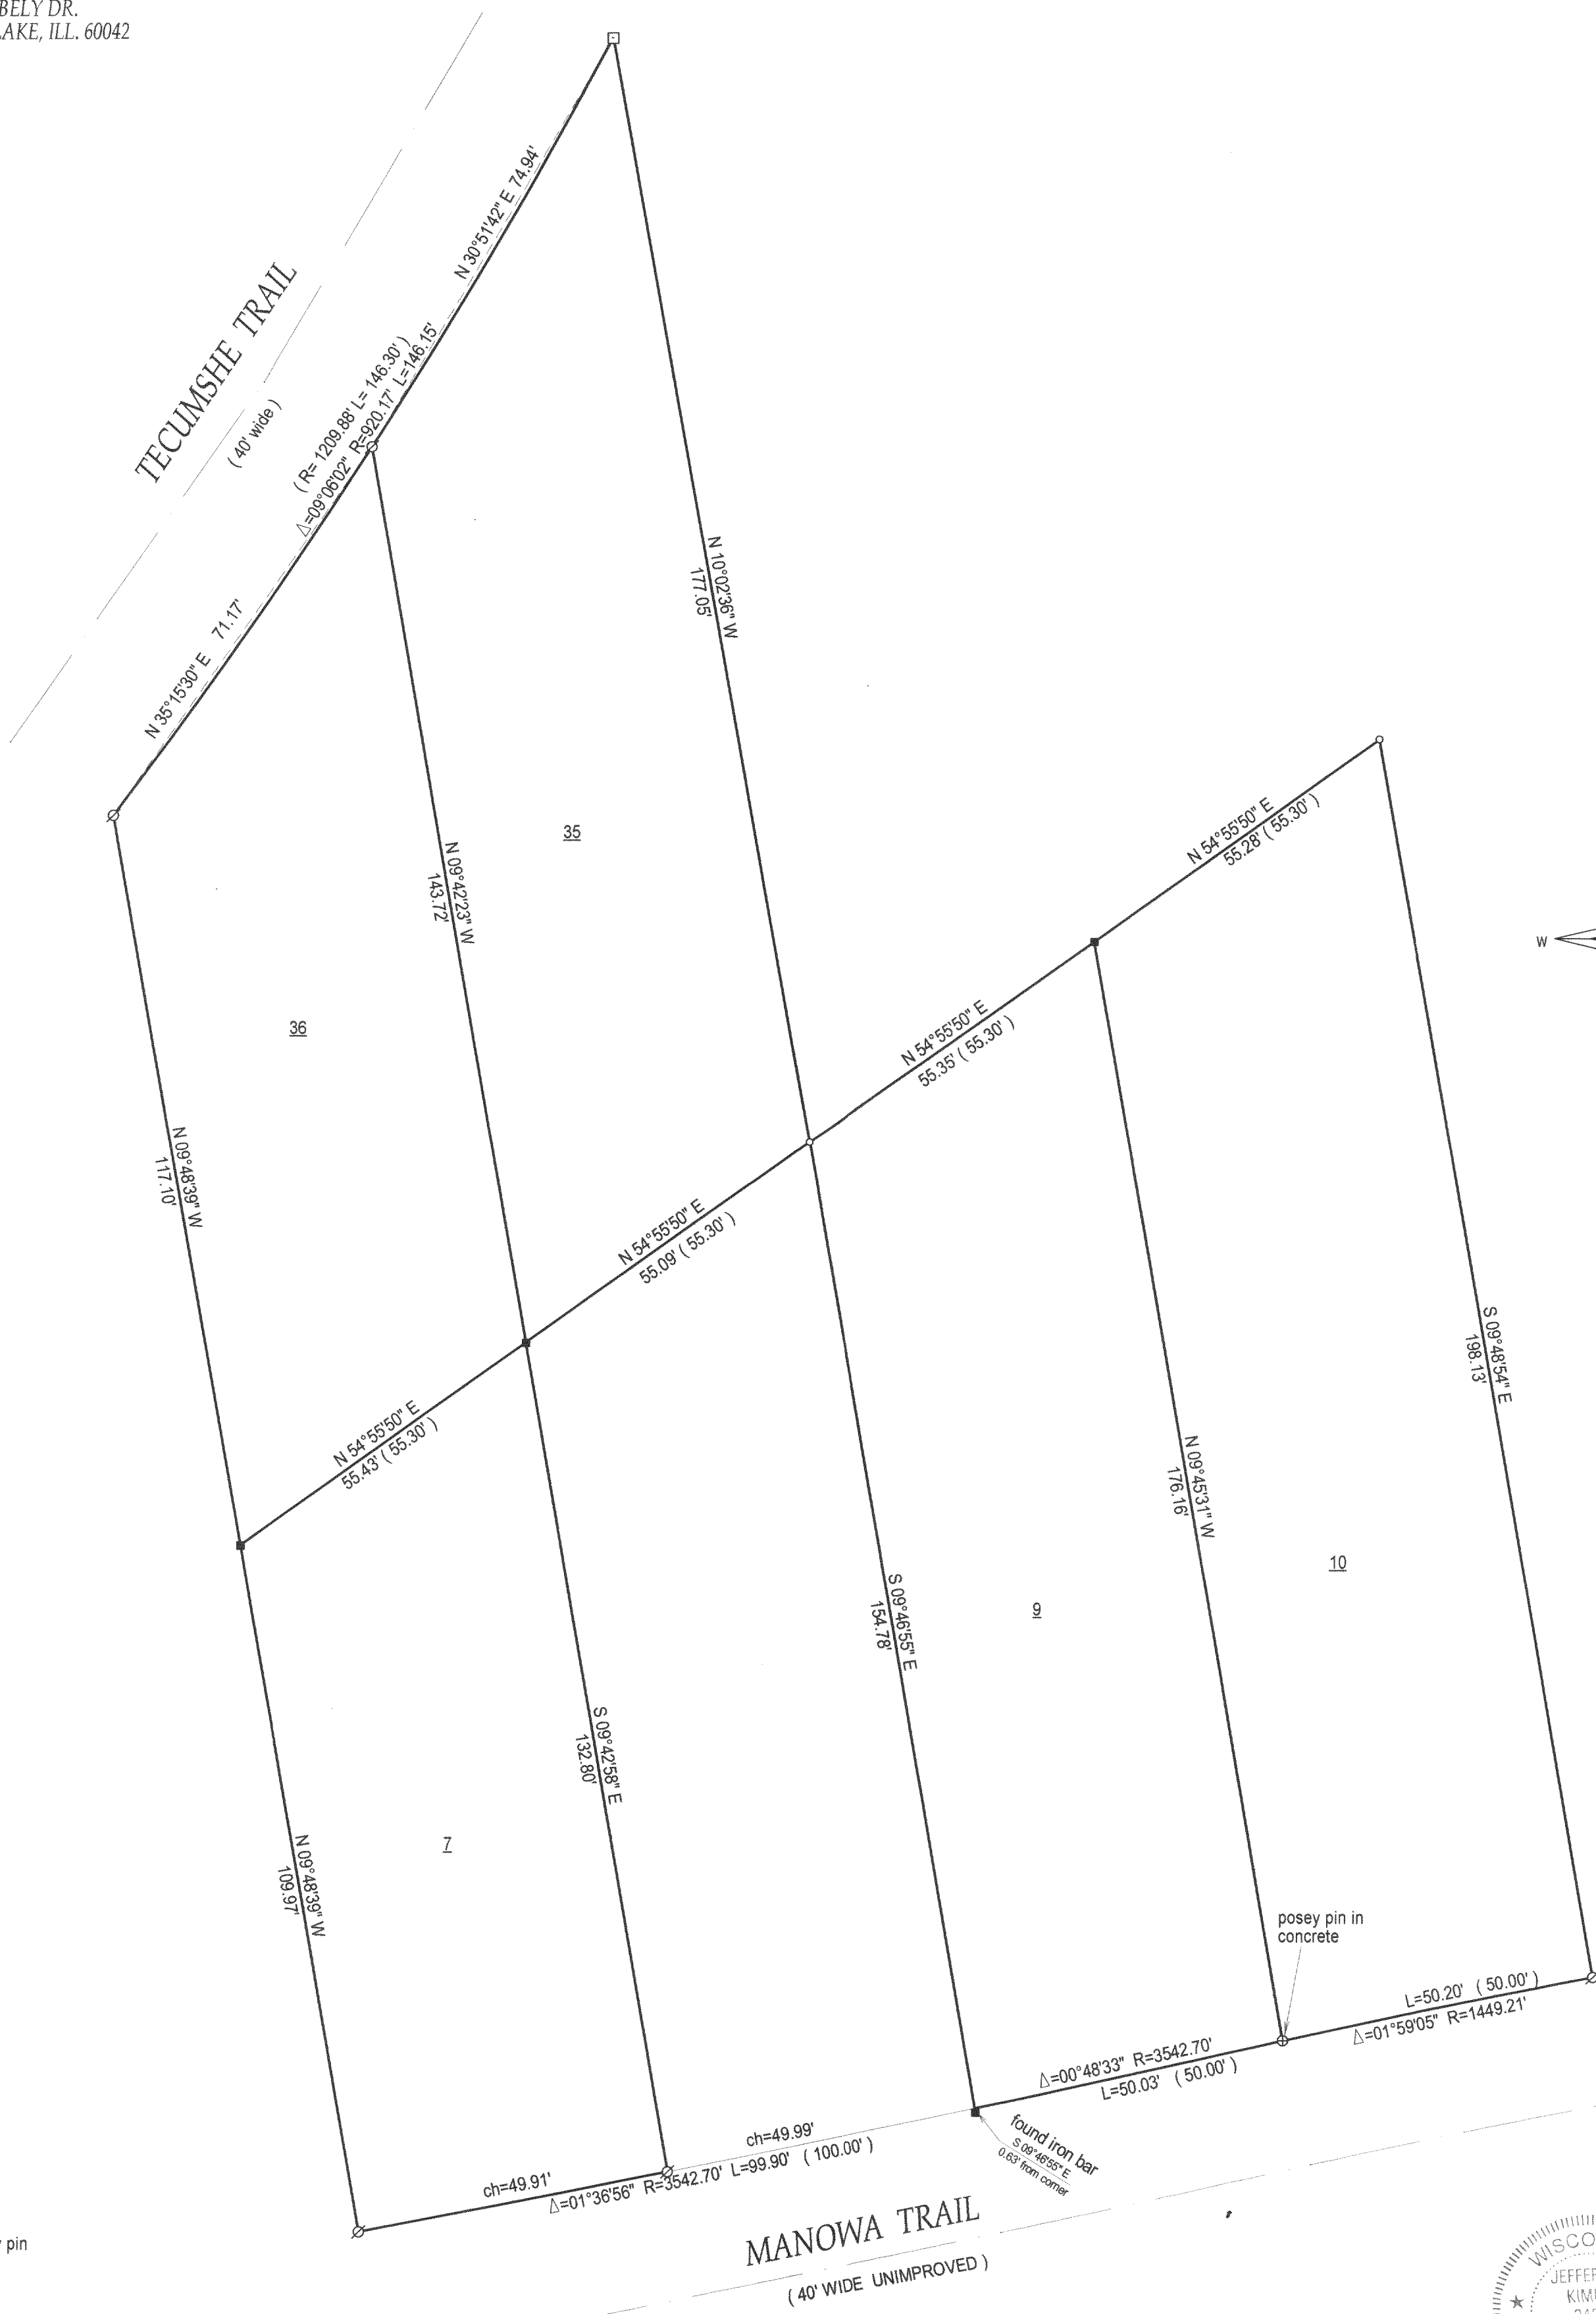 BELY DR.
LAKE, ILL. 60042
N 30°51'42" E 74.94'
TECUMSHE TRAIL
( 40' wide )
( R= 1209.88' L= 146.30' )
Δ=09°06'02" R=920.17' L=146.15'
N 35°15'30" E 71.17'
N 10°02'36" W
177.05'
35
N 09°42'23" W
143.72'
N 54°55'50" E
55.28' ( 55.30' )
W
36
N 54°55'50" E
55.35' ( 55.30' )
N 09°48'39" W
117.10'
N 54°55'50" E
55.09' ( 55.30' )
S 09°48'54" E
198.13'
N 54°55'50" E
55.43' ( 55.30' )
N 09°45'31" W
176.16'
10
S 09°46'55" E
154.78'
9
S 09°42'58" E
132.80'
7
N 09°48'39" W
109.97'
posey pin in
concrete
L=50.20' ( 50.00' )
Δ=01°59'05" R=1449.21'
Δ=00°48'33" R=3542.70'
L=50.03' ( 50.00' )
found iron bar
S 09°46'55" E
0.63' from corner
ch=49.99'
ch=49.91'
Δ=01°36'56" R=3542.70' L=99.90' ( 100.00' )
MANOWA TRAIL
( 40' WIDE UNIMPROVED )
pin
WISCO
JEFFE
KIM